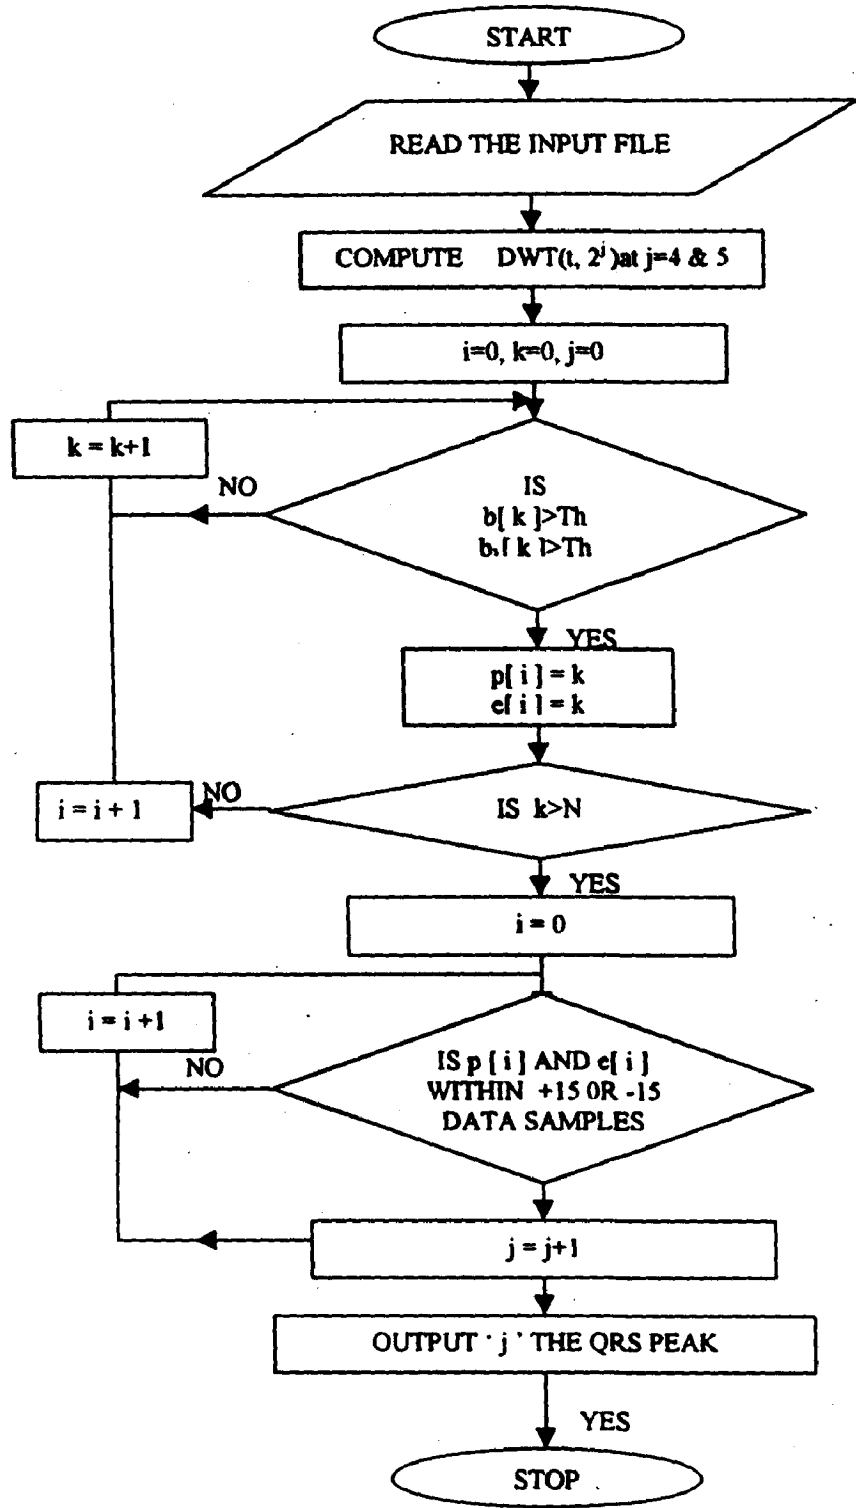 START
READ THE INPUT FILE
COMPUTE DWT(t, 2^j)at j=4 & 5
i=0, k=0, j=0
k = k+1
NO
IS
b[ k ]>Th
[ k ]>Th
YES
p[ i ] = k
e[ i ] = k
IS k>N
NO
i = i + 1
YES
i = 0
i = i +1
NO
IS p [ i ] AND e[ i ]
WITHIN +15 0R -15
DATA SAMPLES
j = j+1
OUTPUT ' j ' THE QRS PEAK
YES
STOP